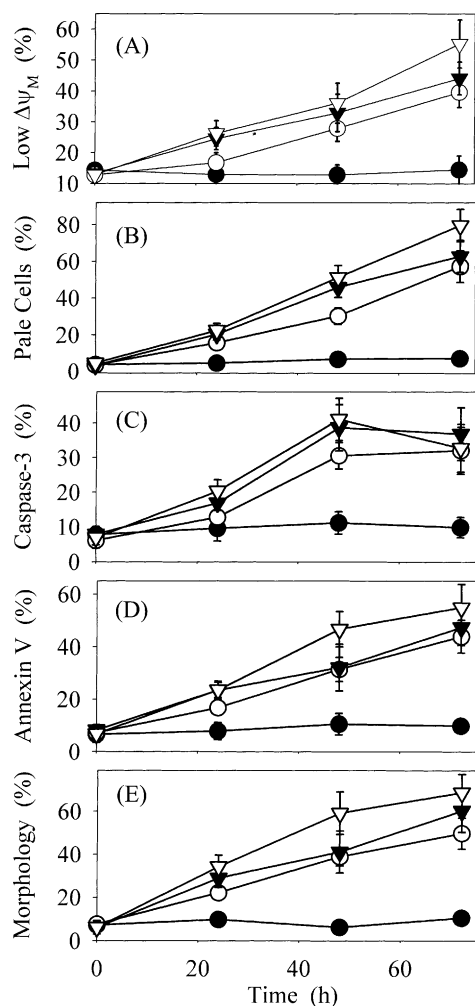 (A)
Low ΔψM (%)
60
50
40
30
20
10
(B)
Pale Cells (%)
80
60
40
20
0
(C)
Caspase-3 (%)
40
30
20
10
0
(D)
Annexin V (%)
60
40
20
0
(E)
Morphology (%)
60
40
20
0
0 20 40 60
Time (h)